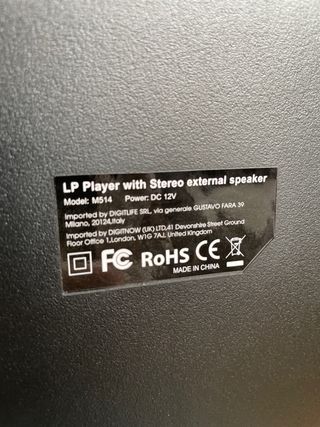 LP Player with Stereo external speaker
Model: M514 Power: DC 12V
Imported by DIGITLIFE SRL, via generale GUSTAVO FARA 39
Milano, 20124,Italy
Imported by DIGITNOW (UK) LTD,41 Devonshire Street Ground
Floor Office 1,London, W1G 7AJ, United Kingdom
FC RoHS CE
MADE IN CHINA